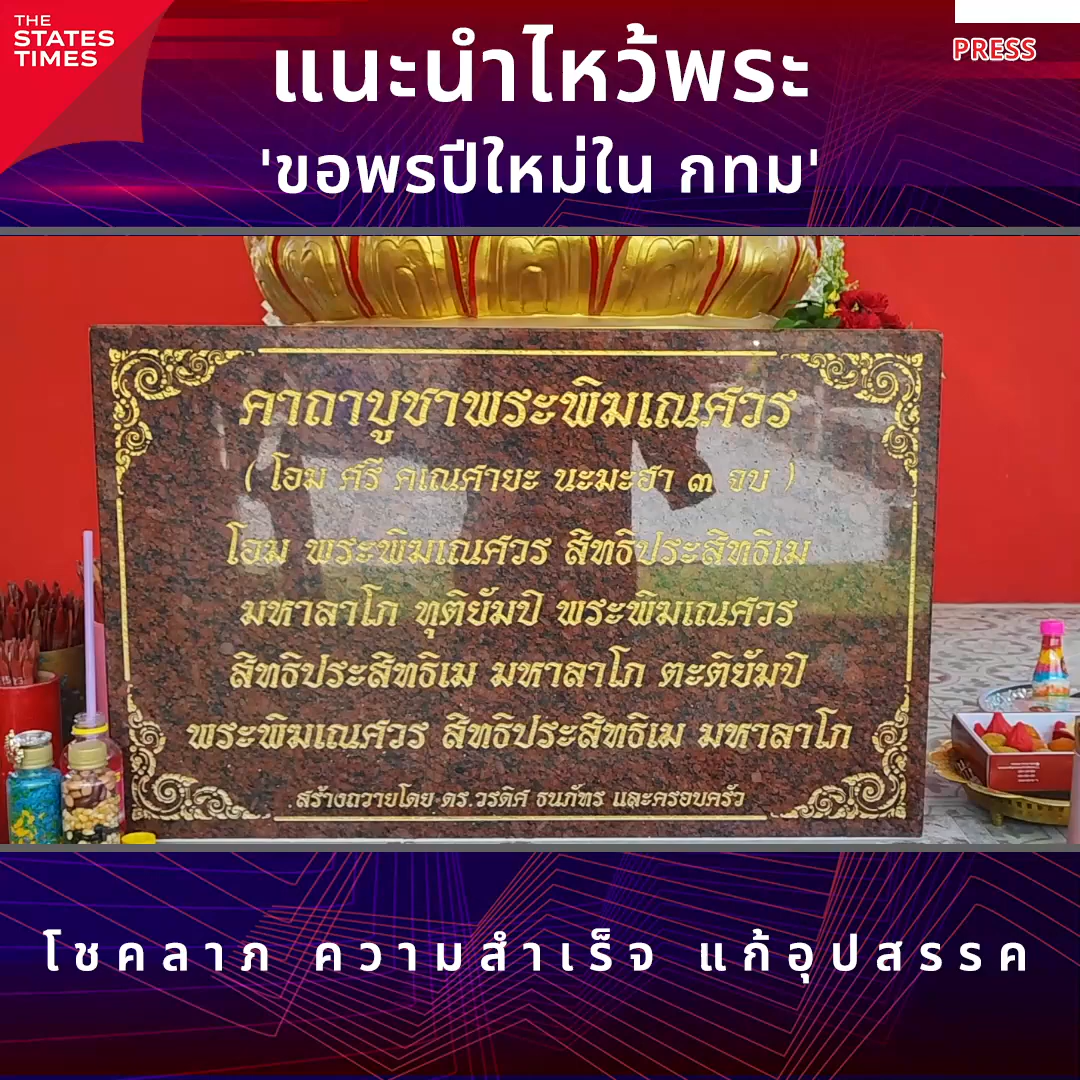 THE
STATES
TIMES
PRESS
แนะนำไหว้พระ
'ขอพรปีใหม่ใน กทม'
คาถาบูชาพระพิฆเณศวร
( โอม ศรี คเณศายะ นะมะฮา ๓ จบ )
โอม พระพิฆเณศวร สิทธิประสิทธิเม
มหาลาโภ ทุติยัมปิ พระพิฆเณศวร
สิทธิประสิทธิเม มหาลาโภ ตะติยัมปิ
พระพิฆเณศวร สิทธิประสิทธิเม มหาลาโภ
สร้างถวายโดย ดร.วรดิศ ธนภัทร และครอบครัว
โชคลาภ ความสำเร็จ แก้อุปสรรค